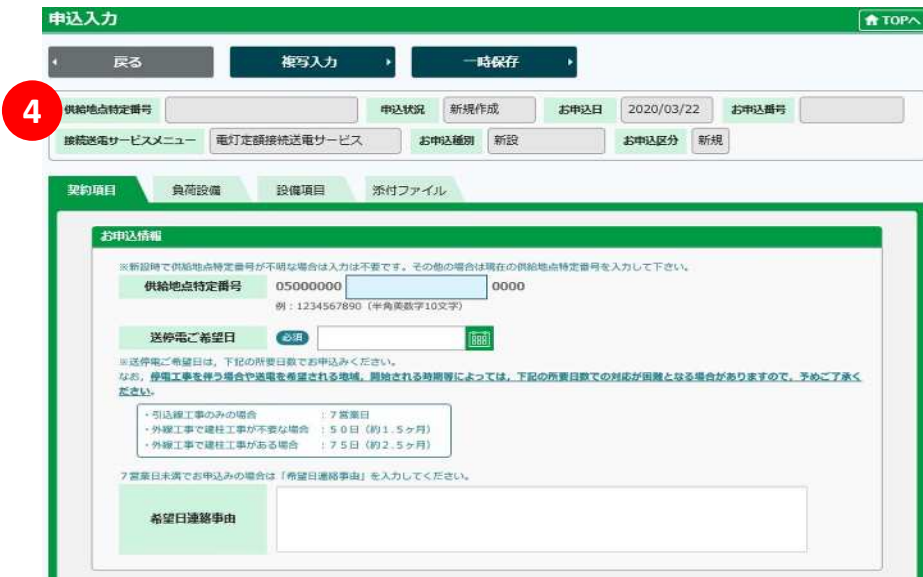 申込入力
TOPへ
戻る
複写入力
一時保存
4
供給地点特定番号
申込状況 新規作成
お申込日 2020/03/22
お申込番号
接続送電サービスメニュー 電灯定額接続送電サービス
お申込種別 新設
お申込区分 新規
契約項目
負荷設備
設備項目
添付ファイル
お申込情報
※新設時で供給地点特定番号が不明な場合は入力は不要です。その他の場合は現在の供給地点特定番号を入力して下さい。
供給地点特定番号 05000000 0000
例：1234567890（半角英数字10文字）
送停電ご希望日 必須
※送停電ご希望日は，下記の所要日数でお申込みください。
なお，停電工事を伴う場合や送電を希望される地域，開始される時期等によっては，下記の所要日数での対応が困難となる場合がありますので，予めご了承く
ださい。
・引込線工事のみの場合 ：７営業日
・外線工事で建柱工事が不要な場合 ：５０日（約１.５ヶ月）
・外線工事で建柱工事がある場合 ：７５日（約２.５ヶ月）
７営業日未満でお申込みの場合は「希望日連絡事由」を入力してください。
希望日連絡事由